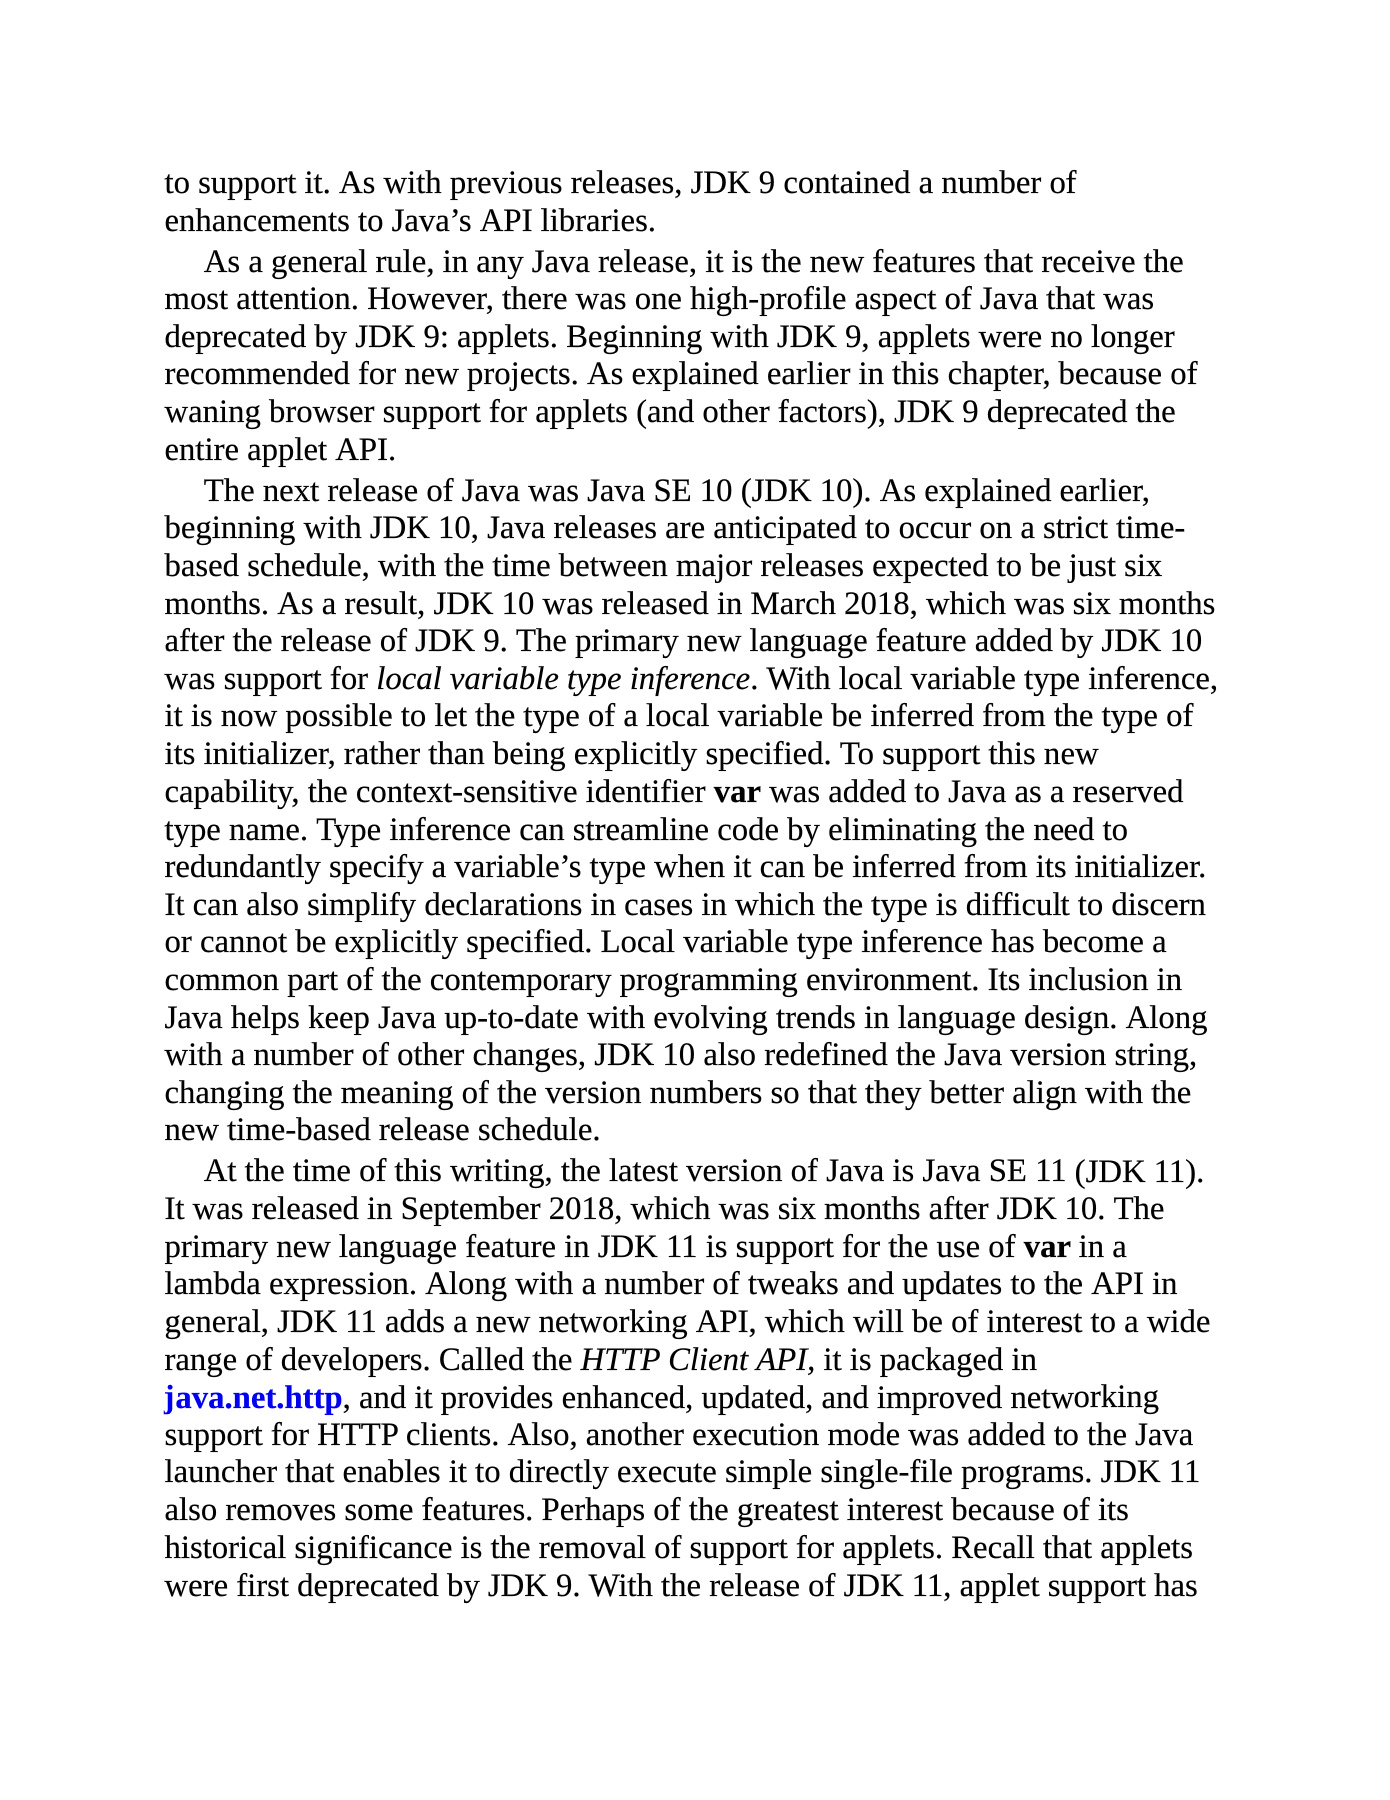 to support it. As with previous releases, JDK 9 contained a number of
enhancements to Java’s API libraries.
As a general rule, in any Java release, it is the new features that receive the
most attention. However, there was one high-profile aspect of Java that was
deprecated by JDK 9: applets. Beginning with JDK 9, applets were no longer
recommended for new projects. As explained earlier in this chapter, because of
waning browser support for applets (and other factors), JDK 9 deprecated the
entire applet API.
The next release of Java was Java SE 10 (JDK 10). As explained earlier,
beginning with JDK 10, Java releases are anticipated to occur on a strict time-
based schedule, with the time between major releases expected to be just six
months. As a result, JDK 10 was released in March 2018, which was six months
after the release of JDK 9. The primary new language feature added by JDK 10
was support for local variable type inference. With local variable type inference,
it is now possible to let the type of a local variable be inferred from the type of
its initializer, rather than being explicitly specified. To support this new
capability, the context-sensitive identifier var was added to Java as a reserved
type name. Type inference can streamline code by eliminating the need to
redundantly specify a variable’s type when it can be inferred from its initializer.
It can also simplify declarations in cases in which the type is difficult to discern
or cannot be explicitly specified. Local variable type inference has become a
common part of the contemporary programming environment. Its inclusion in
Java helps keep Java up-to-date with evolving trends in language design. Along
with a number of other changes, JDK 10 also redefined the Java version string,
changing the meaning of the version numbers so that they better align with the
new time-based release schedule.
At the time of this writing, the latest version of Java is Java SE 11 (JDK 11).
It was released in September 2018, which was six months after JDK 10. The
primary new language feature in JDK 11 is support for the use of var in a
lambda expression. Along with a number of tweaks and updates to the API in
general, JDK 11 adds a new networking API, which will be of interest to a wide
range of developers. Called the HTTP Client API, it is packaged in
java.net.http, and it provides enhanced, updated, and improved networking
support for HTTP clients. Also, another execution mode was added to the Java
launcher that enables it to directly execute simple single-file programs. JDK 11
also removes some features. Perhaps of the greatest interest because of its
historical significance is the removal of support for applets. Recall that applets
were first deprecated by JDK 9. With the release of JDK 11, applet support has